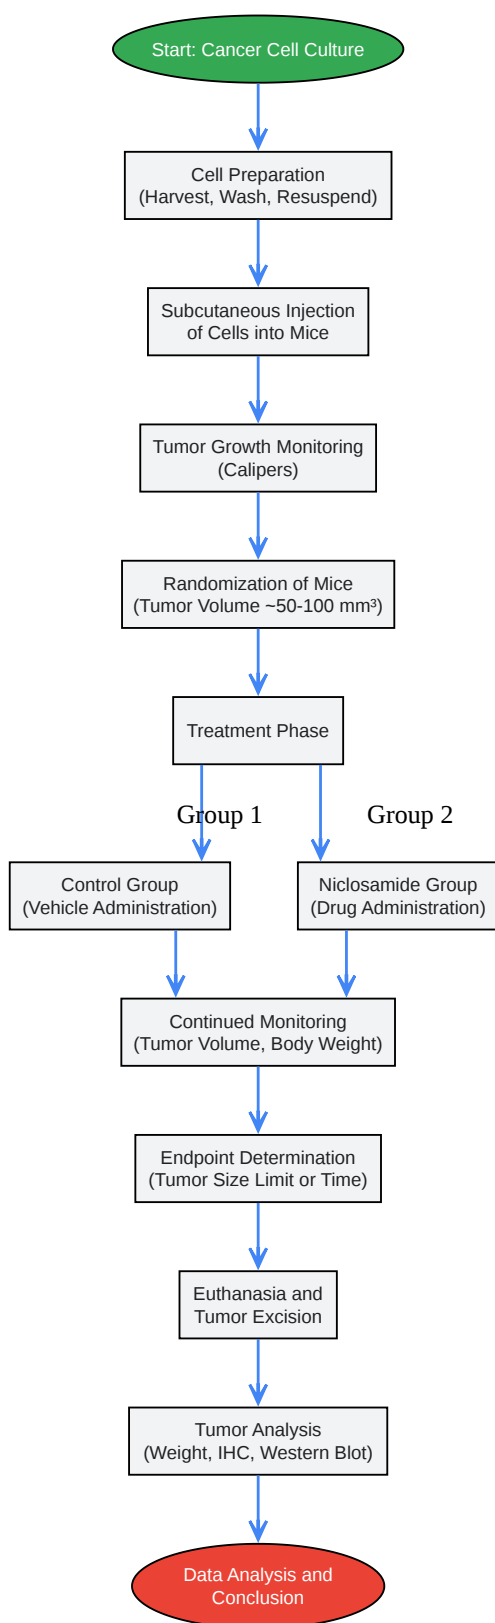 Start: Cancer Cell Culture
Cell Preparation
(Harvest, Wash, Resuspend)
Subcutaneous Injection
of Cells into Mice
Tumor Growth Monitoring
(Calipers)
Randomization of Mice
(Tumor Volume ~50-100 mm³)
Treatment Phase
Group 1
Group 2
Control Group
(Vehicle Administration)
Niclosamide Group
(Drug Administration)
Continued Monitoring
(Tumor Volume, Body Weight)
Endpoint Determination
(Tumor Size Limit or Time)
Euthanasia and
Tumor Excision
Tumor Analysis
(Weight, IHC, Western Blot)
Data Analysis and
Conclusion